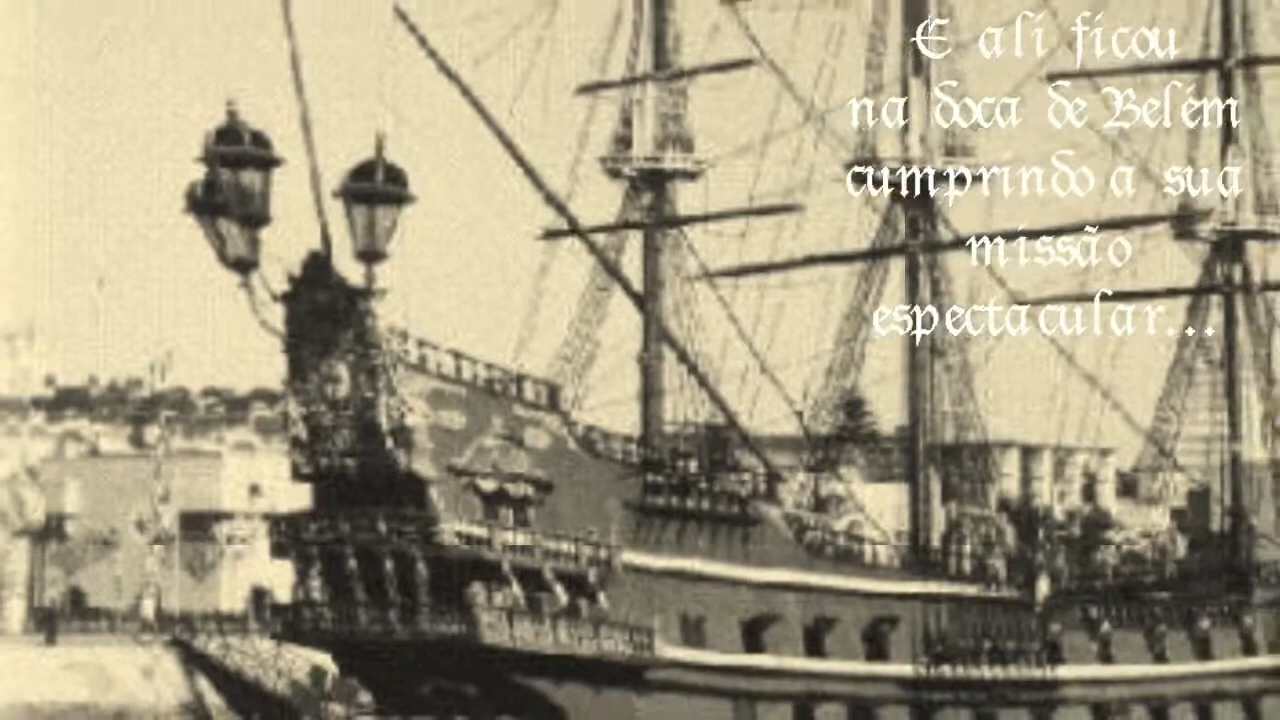 E ali ficou
na doca de Belém
cumprindo a sua
missão
espectacular...